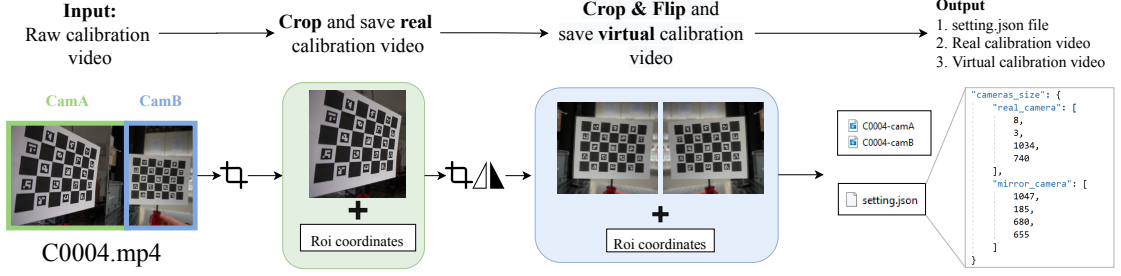 Input:
Raw calibration
video
Crop and save real
calibration video
Crop & Flip and
save virtual calibration
video
Output
1. setting.json file
2. Real calibration video
3. Virtual calibration video
CamA
CamB
C0004.mp4
Roi coordinates
Roi coordinates
C0004-camA
C0004-camB
setting.json
"cameras_size": {
"real_camera": [
8,
3,
1034,
740
],
"mirror_camera": [
1047,
185,
680,
655
]
}